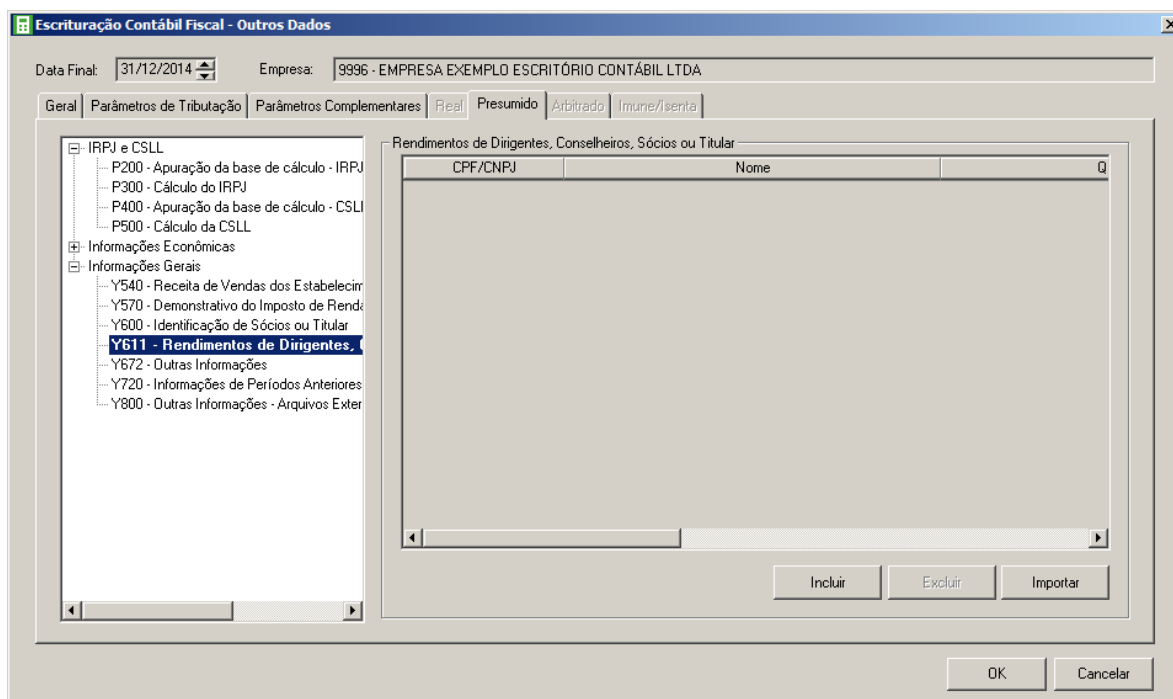 Escrituração Contábil Fiscal - Outros Dados
Data Final: 31/12/2014 Empresa: 9996 - EMPRESA EXEMPLO ESCRITÓRIO CONTÁBIL LTDA
Geral Parâmetros de Tributação Parâmetros Complementares Real Presumido Arbitrado Imune/Isenta
IRPJ e CSLL
P200 - Apuração da base de cálculo - IRPJ
P300 - Cálculo do IRPJ
P400 - Apuração da base de cálculo - CSLl
P500 - Cálculo da CSLL
Informações Econômicas
Informações Gerais
Y540 - Receita de Vendas dos Estabelecim
Y570 - Demonstrativo do Imposto de Renda
Y600 - Identificação de Sócios ou Titular
Y611 - Rendimentos de Dirigentes,
Y672 - Outras Informações
Y720 - Informações de Períodos Anteriores
Y800 - Outras Informações - Arquivos Exter
Rendimentos de Dirigentes, Conselheiros, Sócios ou Titular
CPF/CNPJ Nome Q
Incluir Excluir Importar
OK Cancelar